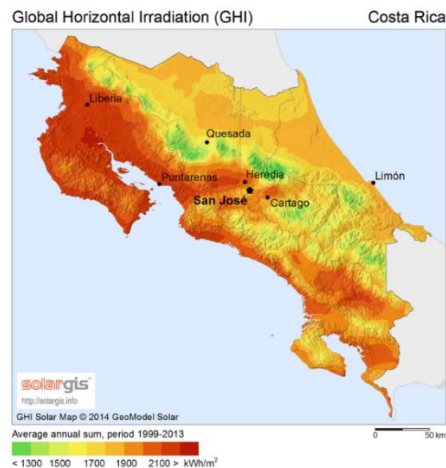 Global Horizontal Irradiation (GHI) Costa Rica
Liberia
Quesada
Puntarenas
Heredia
San José
Limón
Cartago
solargis
http://solargis.info
GHI Solar Map © 2014 GeoModel Solar
Average annual sum, period 1999-2013
0 50 km
< 1300 1500 1700 1900 2100 > kWh/m²